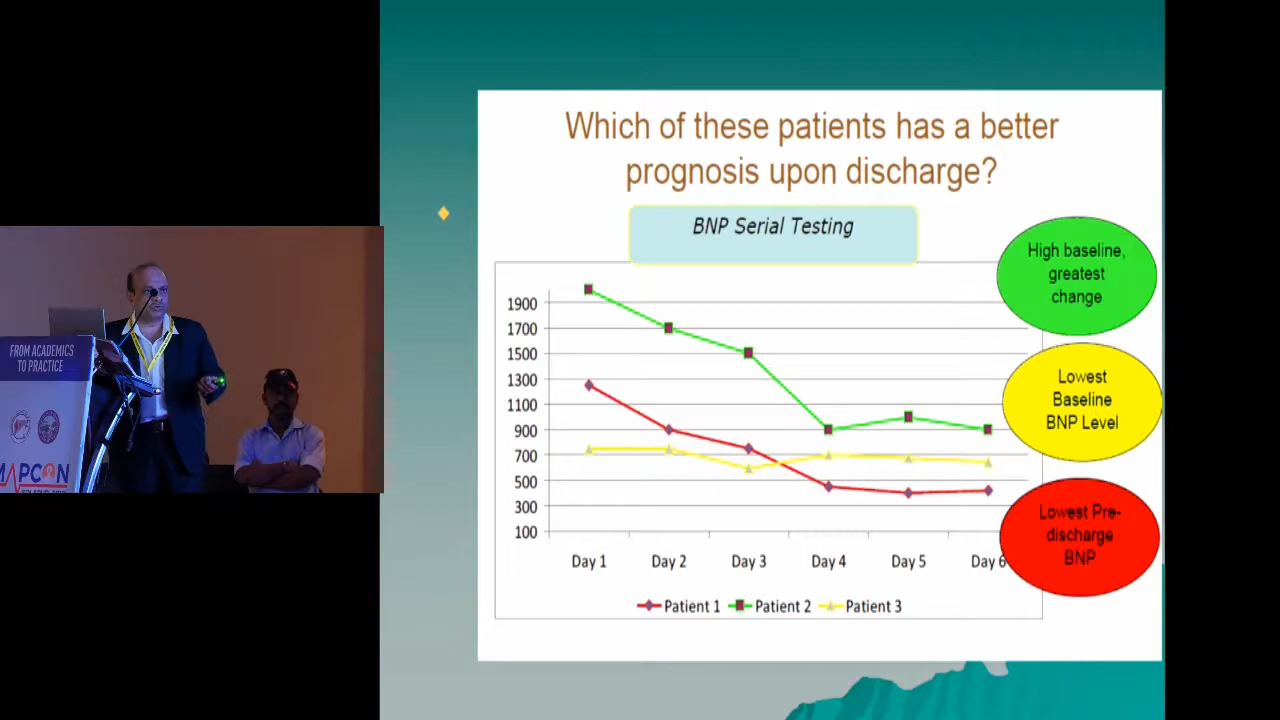 Which of these patients has a better
prognosis upon discharge?
BNP Serial Testing
High baseline,
greatest
change
Lowest
Baseline
BNP Level
Lowest Pre-
discharge
BNP
1900
1700
1500
1300
1100
900
700
500
300
100
Day 1 Day 2 Day 3 Day 4 Day 5 Day 6
Patient 1 Patient 2 Patient 3
FROM ACADEMICS
TO PRACTICE
MAPCON